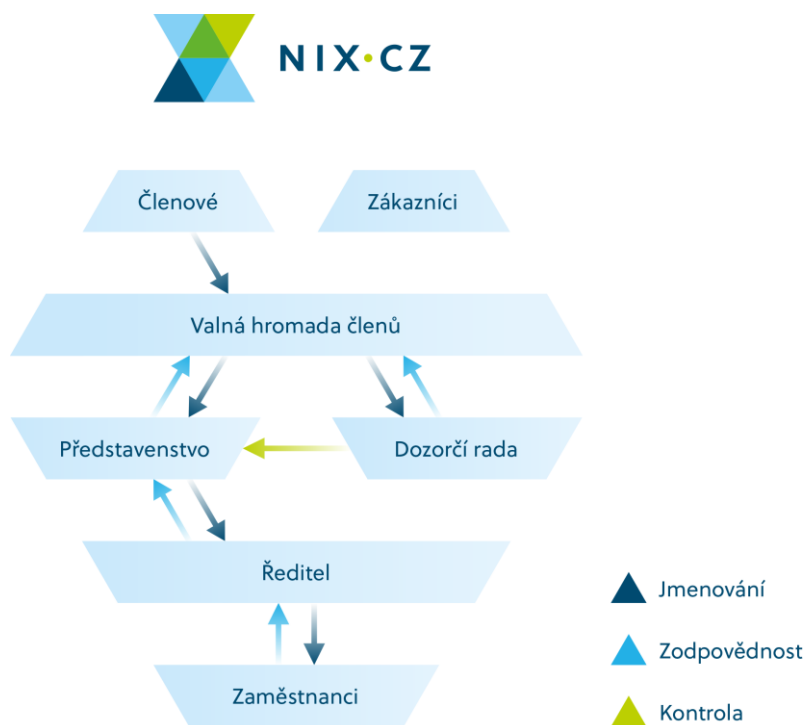 NIX.CZ
Členové
Zákazníci
Valná hromada členů
Představenstvo
Dozorčí rada
Ředitel
Zaměstnanci
Jmenování
Zodpovědnost
Kontrola